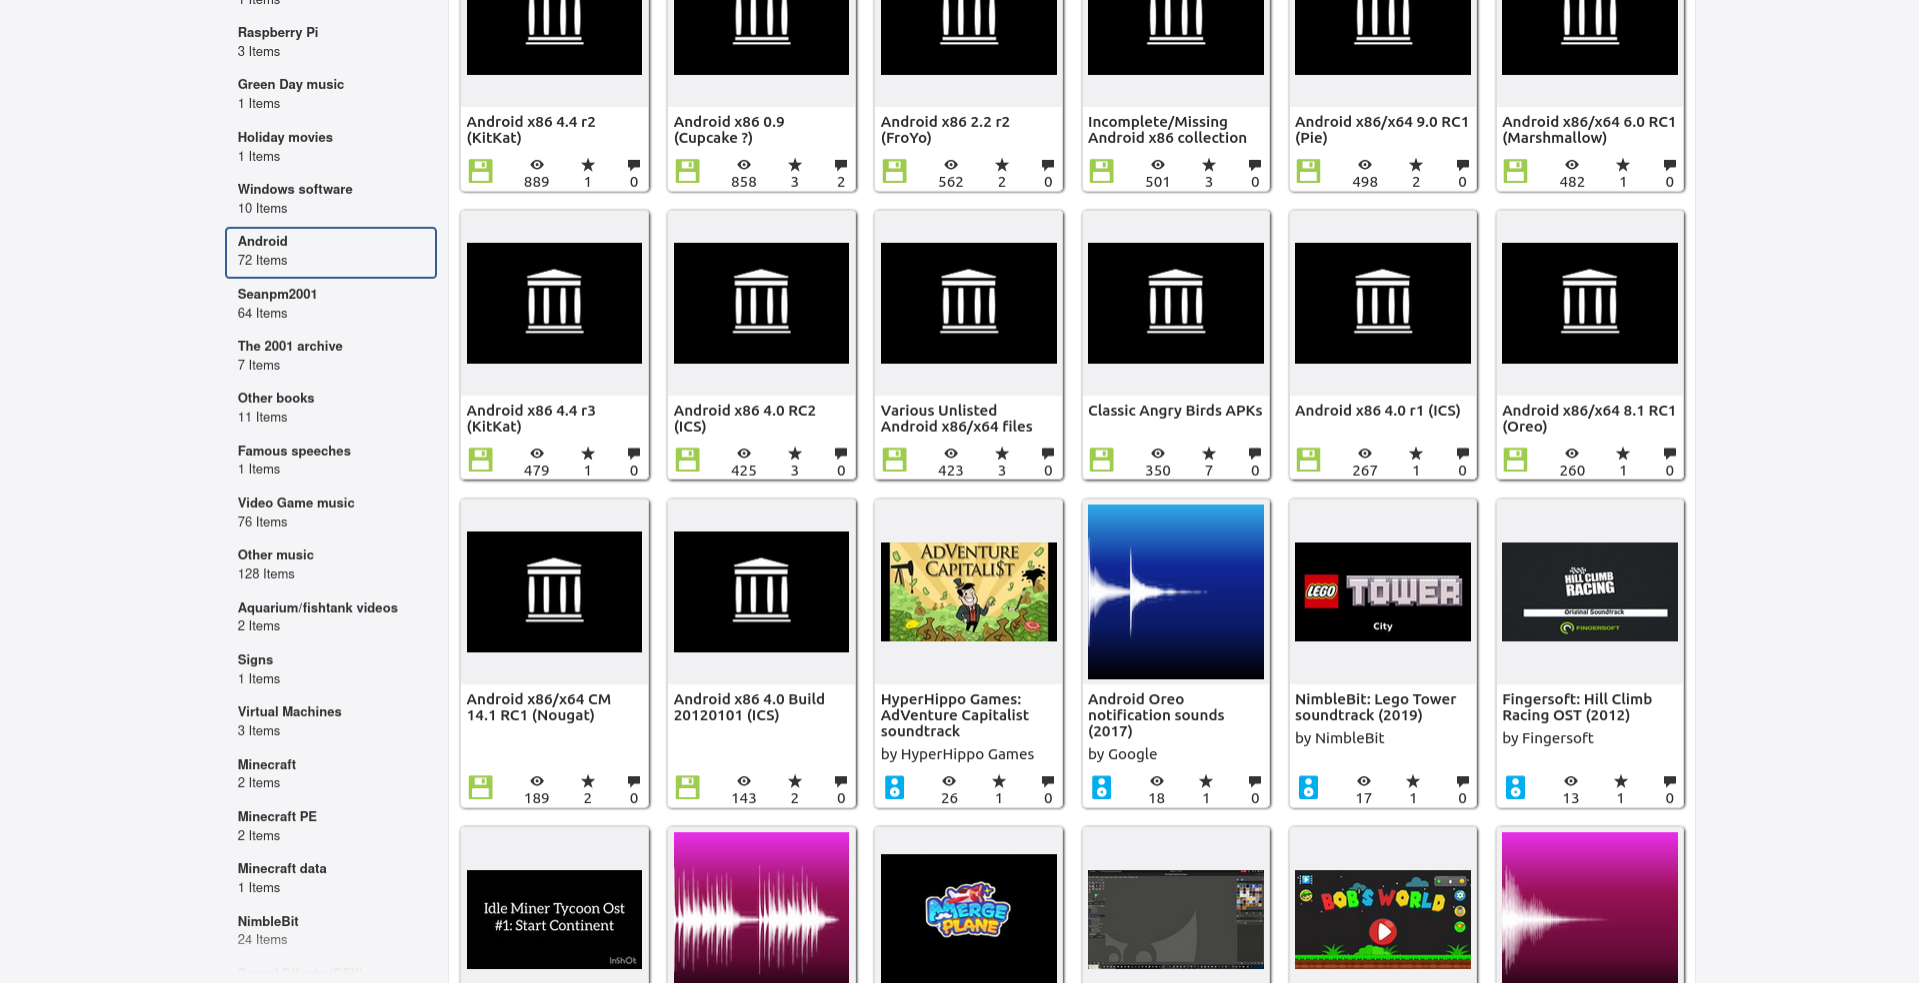 Raspberry Pi
3 Items
Green Day music
1 Items
Holiday movies
1 Items
Windows software
10 Items
Android
72 Items
Seanpm2001
64 Items
The 2001 archive
7 Items
Other books
11 Items
Famous speeches
1 Items
Video Game music
76 Items
Other music
128 Items
Aquarium/fishtank videos
2 Items
Signs
1 Items
Virtual Machines
3 Items
Minecraft
2 Items
Minecraft PE
2 Items
Minecraft data
1 Items
NimbleBit
24 Items
Android x86 4.4 r2
(KitKat)
889 1 0
Android x86 0.9
(Cupcake ?)
858 3 2
Android x86 2.2 r2
(FroYo)
562 2 0
Incomplete/Missing
Android x86 collection
501 3 0
Android x86/x64 9.0 RC1
(Pie)
498 2 0
Android x86/x64 6.0 RC1
(Marshmallow)
482 1 0
Android x86 4.4 r3
(KitKat)
479 1 0
Android x86 4.0 RC2
(ICS)
425 3 0
Various Unlisted
Android x86/x64 files
423 3 0
Classic Angry Birds APKs
350 7 0
Android x86 4.0 r1 (ICS)
267 1 0
Android x86/x64 8.1 RC1
(Oreo)
260 1 0
Android x86/x64 CM
14.1 RC1 (Nougat)
189 2 0
Android x86 4.0 Build
20120101 (ICS)
143 2 0
ADVENTURE
CAPITALI$T
HyperHippo Games:
AdVenture Capitalist
soundtrack
by HyperHippo Games
26 1 0
Android Oreo
notification sounds
(2017)
by Google
18 1 0
LEGO TOWER
City
NimbleBit: Lego Tower
soundtrack (2019)
by NimbleBit
17 1 0
HILL CLIMB
RACING
Original Soundtrack
FINGERSOFT
Fingersoft: Hill Climb
Racing OST (2012)
by Fingersoft
13 1 0
Idle Miner Tycoon Ost
#1: Start Continent
InShOt
MERGE
PLANE
BOB'S WORLD